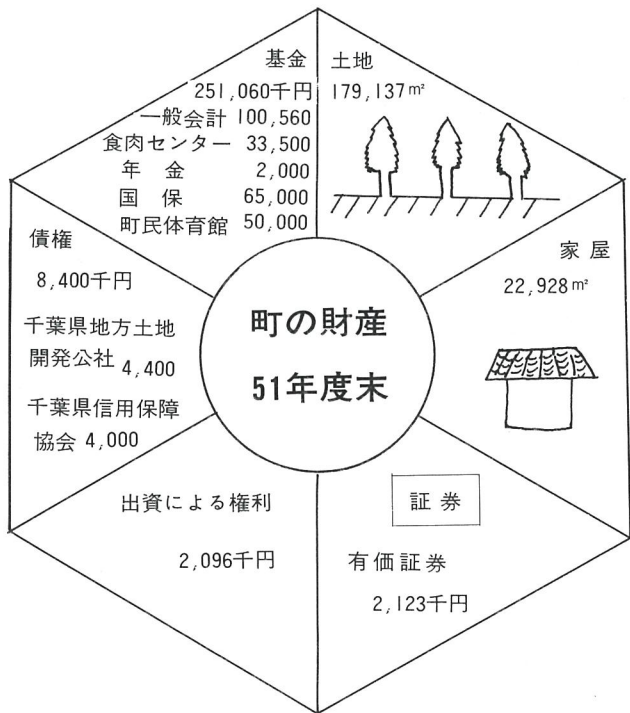 町の財産
51年度末
基金
251,060千円
一般会計 100,560
食肉センター 33,500
年金 2,000
国保 65,000
町民体育館 50,000
土地
179,137㎡
家屋
22,928㎡
証券
有価証券
2,123千円
出資による権利
2,096千円
債権
8,400千円
千葉県地方土地
開発公社 4,400
千葉県信用保障
協会 4,000